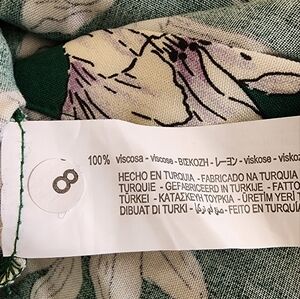 8
100% viscosa - viscose - ΒΙΣΚΟΖΗ - レーヨン - viskose - viskoz
HECHO EN TURQUIA - FABRICADO NA TURQUIA
TURQUIE - GEFABRICEERD IN TURKIJE - FATTO
TÜRKEI - ΚΑΤΑΣΚΕΥΗ ΤΟΥΡΚΙΑ - ÜRETİM YERİ T
DIBUAT DI TURKI - - FEITO EN TURQUÍA